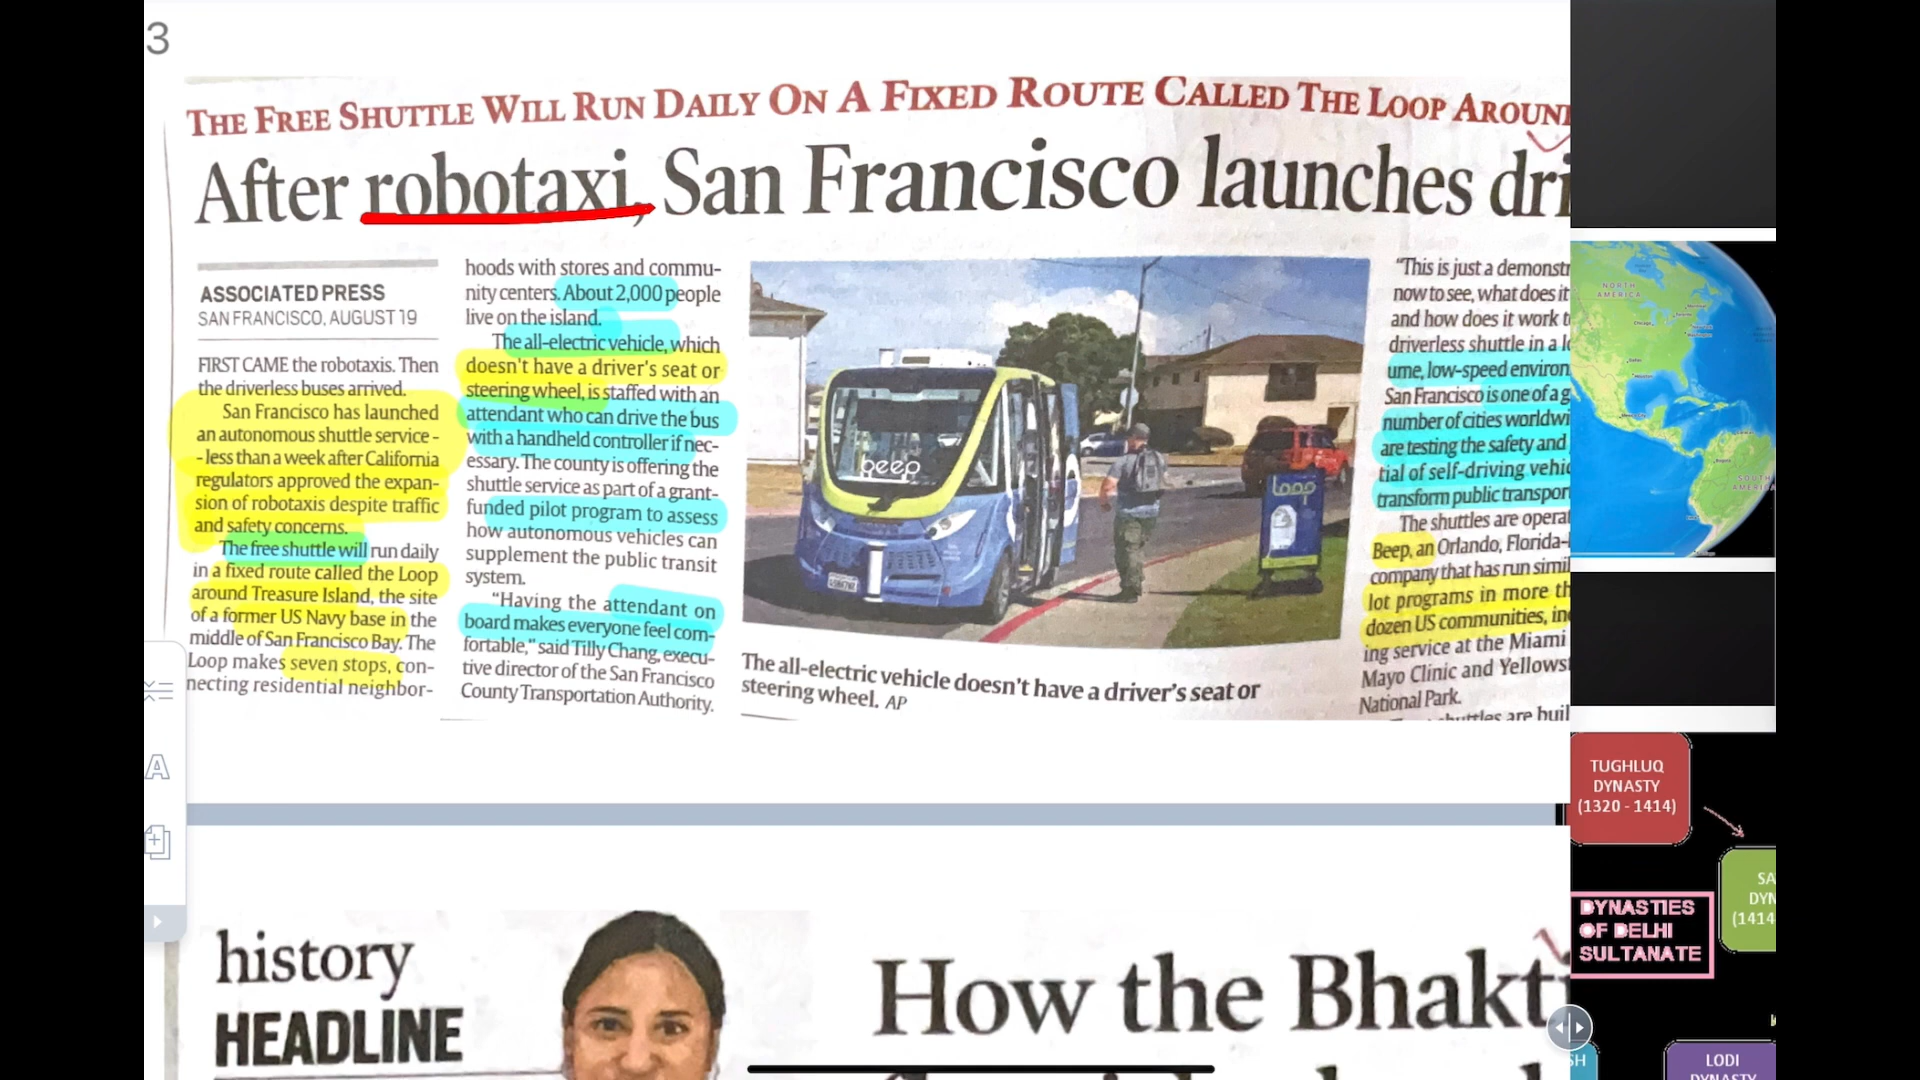 3
THE FREE SHUTTLE WILL RUN DAILY ON A FIXED ROUTE CALLED THE LOOP AROUN
After robotaxi, San Francisco launches dri
ASSOCIATED PRESS
SAN FRANCISCO, AUGUST 19
FIRST CAME the robotaxis. Then
the driverless buses arrived.
San Francisco has launched
an autonomous shuttle service -
- less than a week after California
regulators approved the expan-
sion of robotaxis despite traffic
and safety concerns.
The free shuttle will run daily
in a fixed route called the Loop
around Treasure Island, the site
of a former US Navy base in the
middle of San Francisco Bay. The
Loop makes seven stops, con-
necting residential neighbor-
hoods with stores and commu-
nity centers. About 2,000 people
live on the island.
The all-electric vehicle, which
doesn't have a driver's seat or
steering wheel, is staffed with an
attendant who can drive the bus
with a handheld controller if nec-
essary. The county is offering the
shuttle service as part of a grant-
funded pilot program to assess
how autonomous vehicles can
supplement the public transit
system.
"Having the attendant on
board makes everyone feel com-
fortable," said Tilly Chang, execu-
tive director of the San Francisco
County Transportation Authority.
beep
Loop
The all-electric vehicle doesn't have a driver's seat or
steering wheel. AP
"This is just a demonstr
now to see, what does it
and how does it work t
driverless shuttle in a l
ume, low-speed environ
San Francisco is one of a g
number of cities worldwi
are testing the safety and
tial of self-driving vehic
transform public transpor
The shuttles are operat
Beep, an Orlando, Florida-
company that has run simil
lot programs in more th
dozen US communities, in
ing service at the Miami
Mayo Clinic and Yellowst
National Park.
shuttles are buil
history
HEADLINE
How the Bhakti
NORTH
AMERICA
SOUTH
AMERICA
TUGHLUQ
DYNASTY
(1320 - 1414)
SA
DYN
(1414
DYNASTIES
OF DELHI
SULTANATE
SH
LODI
DYNASTY